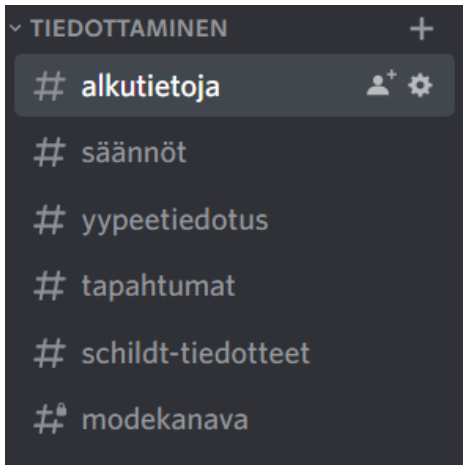 TIEDOTTAMINEN
# alkutietoja
# säännöt
# yypeetiedotus
# tapahtumat
# schildt-tiedotteet
# modekanava